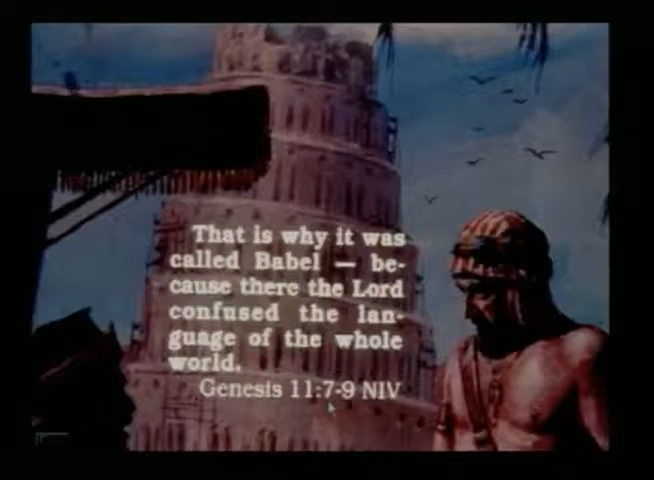 That is why it was
called Babel — be-
cause there the Lord
confused the lan-
guage of the whole
world.
Genesis 11:7-9 NIV